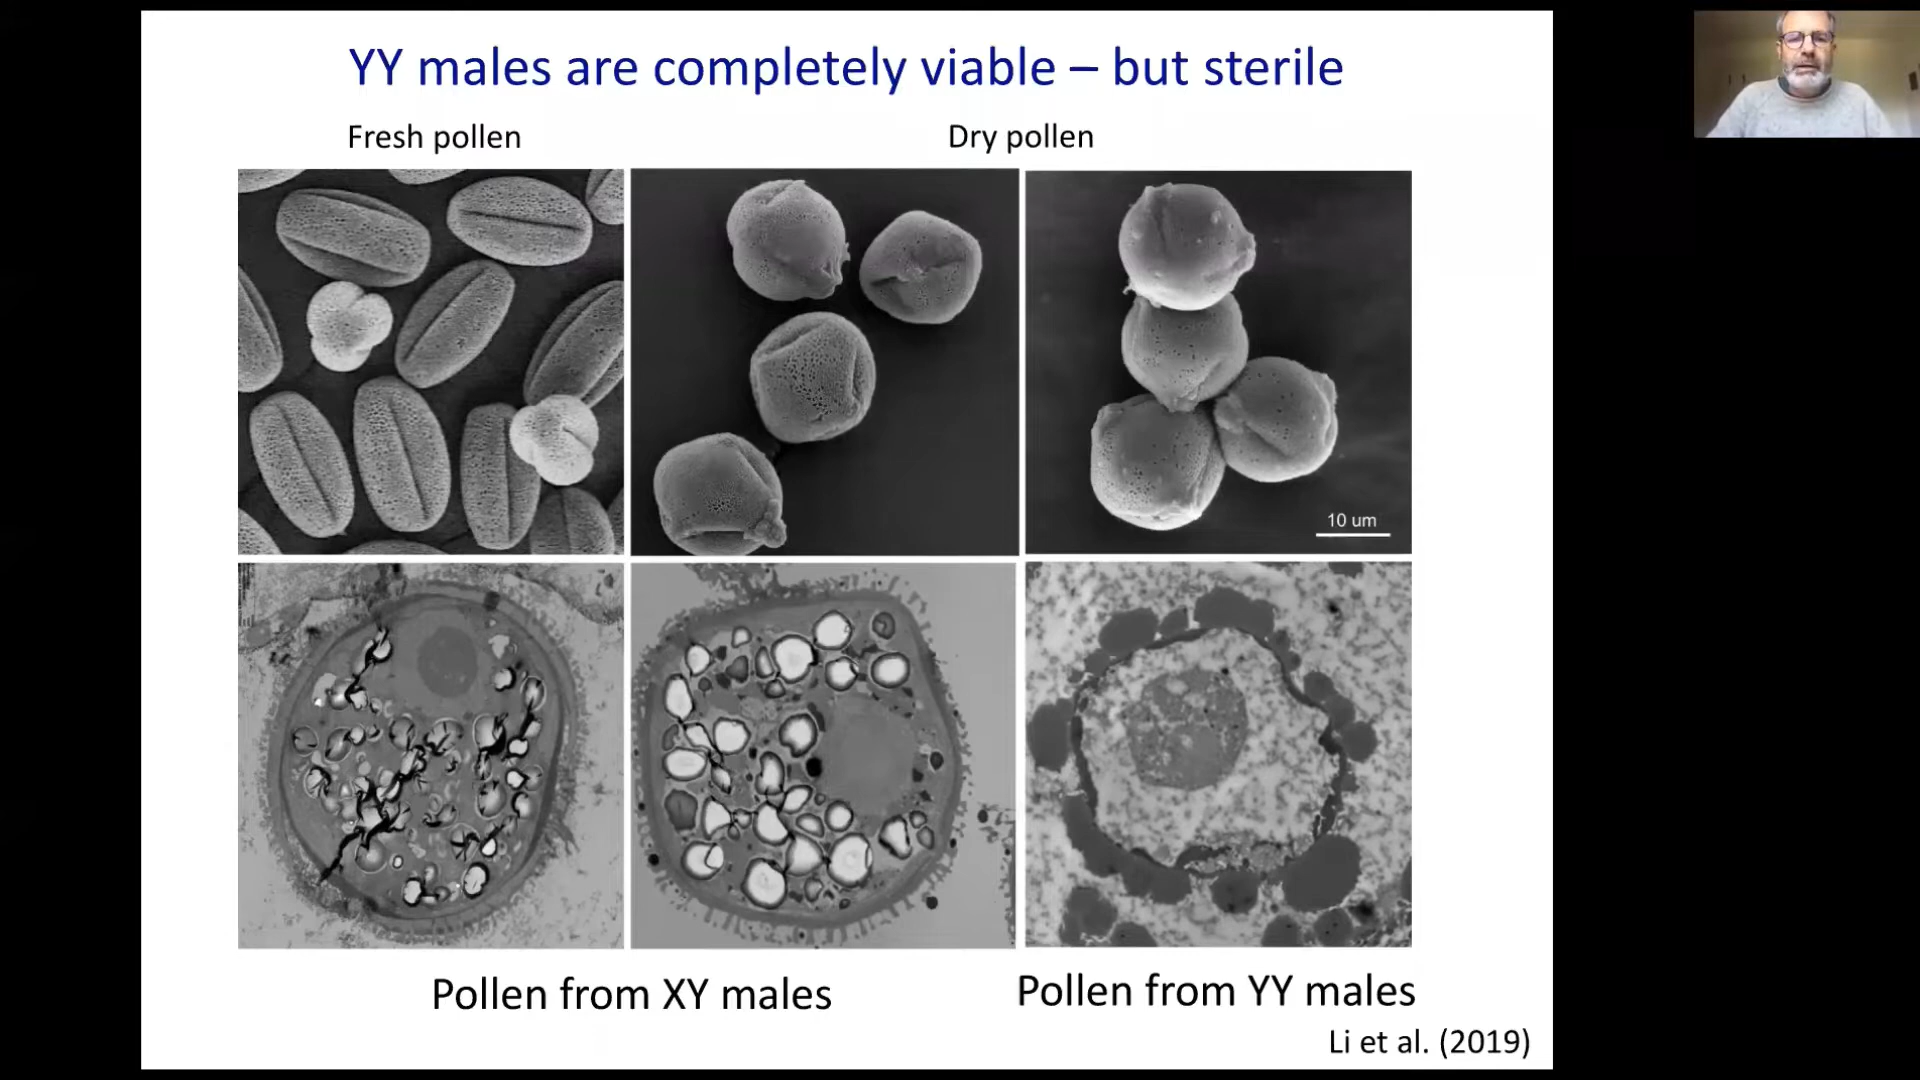 YY males are completely viable – but sterile
Fresh pollen
Dry pollen
10 um
Pollen from XY males
Pollen from YY males
Li et al. (2019)